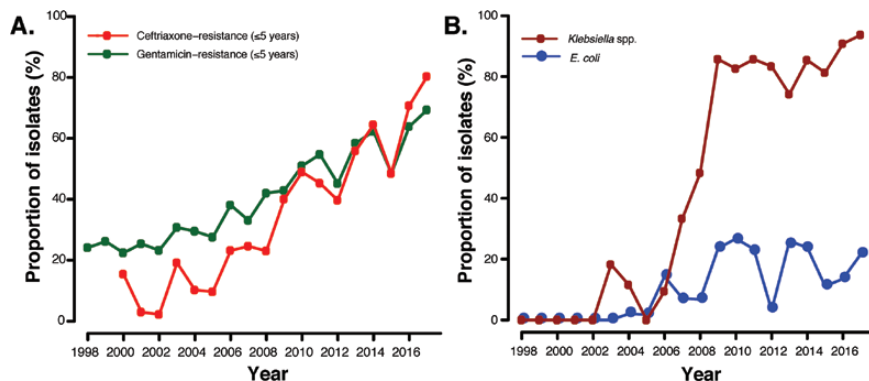 A.
Ceftriaxone-resistance (≤5 years)
Gentamicin-resistance (≤5 years)
Proportion of isolates (%)
100
80
60
40
20
0
1998 2000 2002 2004 2006 2008 2010 2012 2014 2016
Year
B.
Klebsiella spp.
E. coli
Proportion of isolates (%)
100
80
60
40
20
0
1998 2000 2002 2004 2006 2008 2010 2012 2014 2016
Year